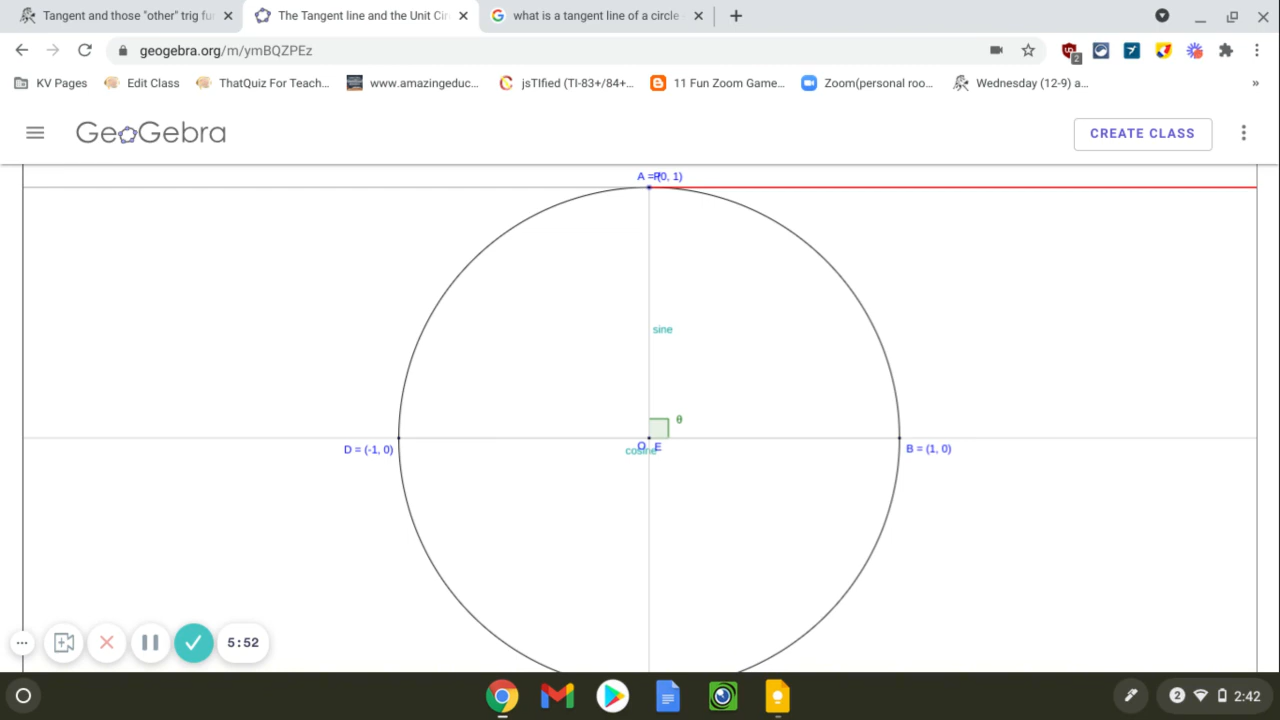 Tangent and those "other" trig fu
The Tangent line and the Unit Cir
what is a tangent line of a circle
geogebra.org/m/ymBQZPEz
2
KV Pages
Edit Class
ThatQuiz For Teach...
www.amazingeduc...
jsTIfied (TI-83+/84+...
11 Fun Zoom Game...
Zoom(personal roo...
Wednesday (12-9) a...
»
GeoGebra
CREATE CLASS
A = (0, 1)
sine
θ
D = (-1, 0)
O E
cosine
B = (1, 0)
5:52
2 2:42